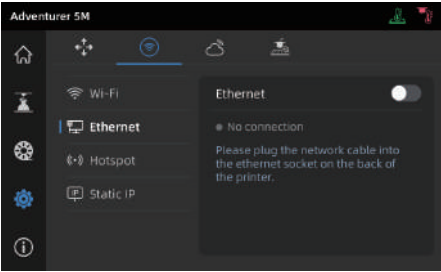 Adventurer 5M
Wi-Fi
Ethernet
Hotspot
IP
Static IP
Ethernet
No connection
Please plug the network cable into
the ethernet socket on the back of
the printer.